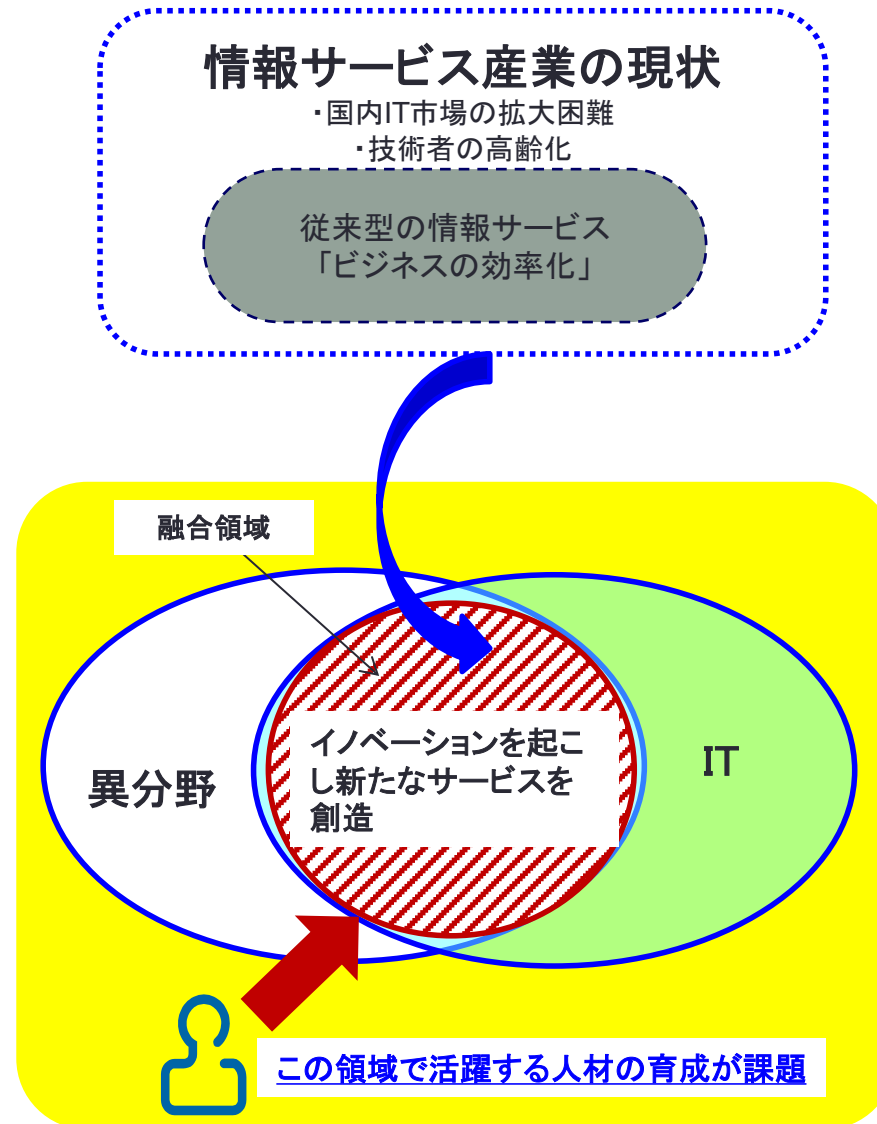 情報サービス産業の現状
・国内IT市場の拡大困難
・技術者の高齢化
従来型の情報サービス
「ビジネスの効率化」
融合領域
異分野
イノベーションを起こ
し新たなサービスを
創造
IT
この領域で活躍する人材の育成が課題